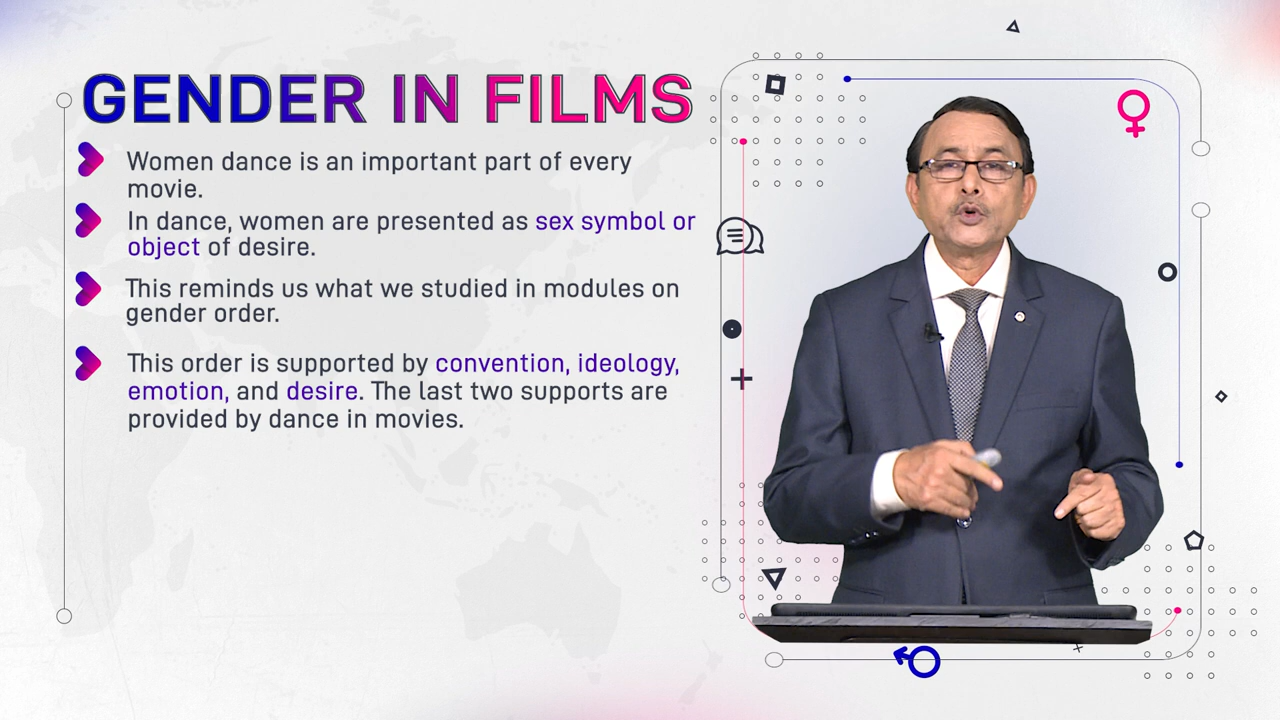 GENDER IN FILMS
Women dance is an important part of every
movie.
In dance, women are presented as sex symbol or
object of desire.
This reminds us what we studied in modules on
gender order.
This order is supported by convention, ideology,
emotion, and desire. The last two supports are
provided by dance in movies.